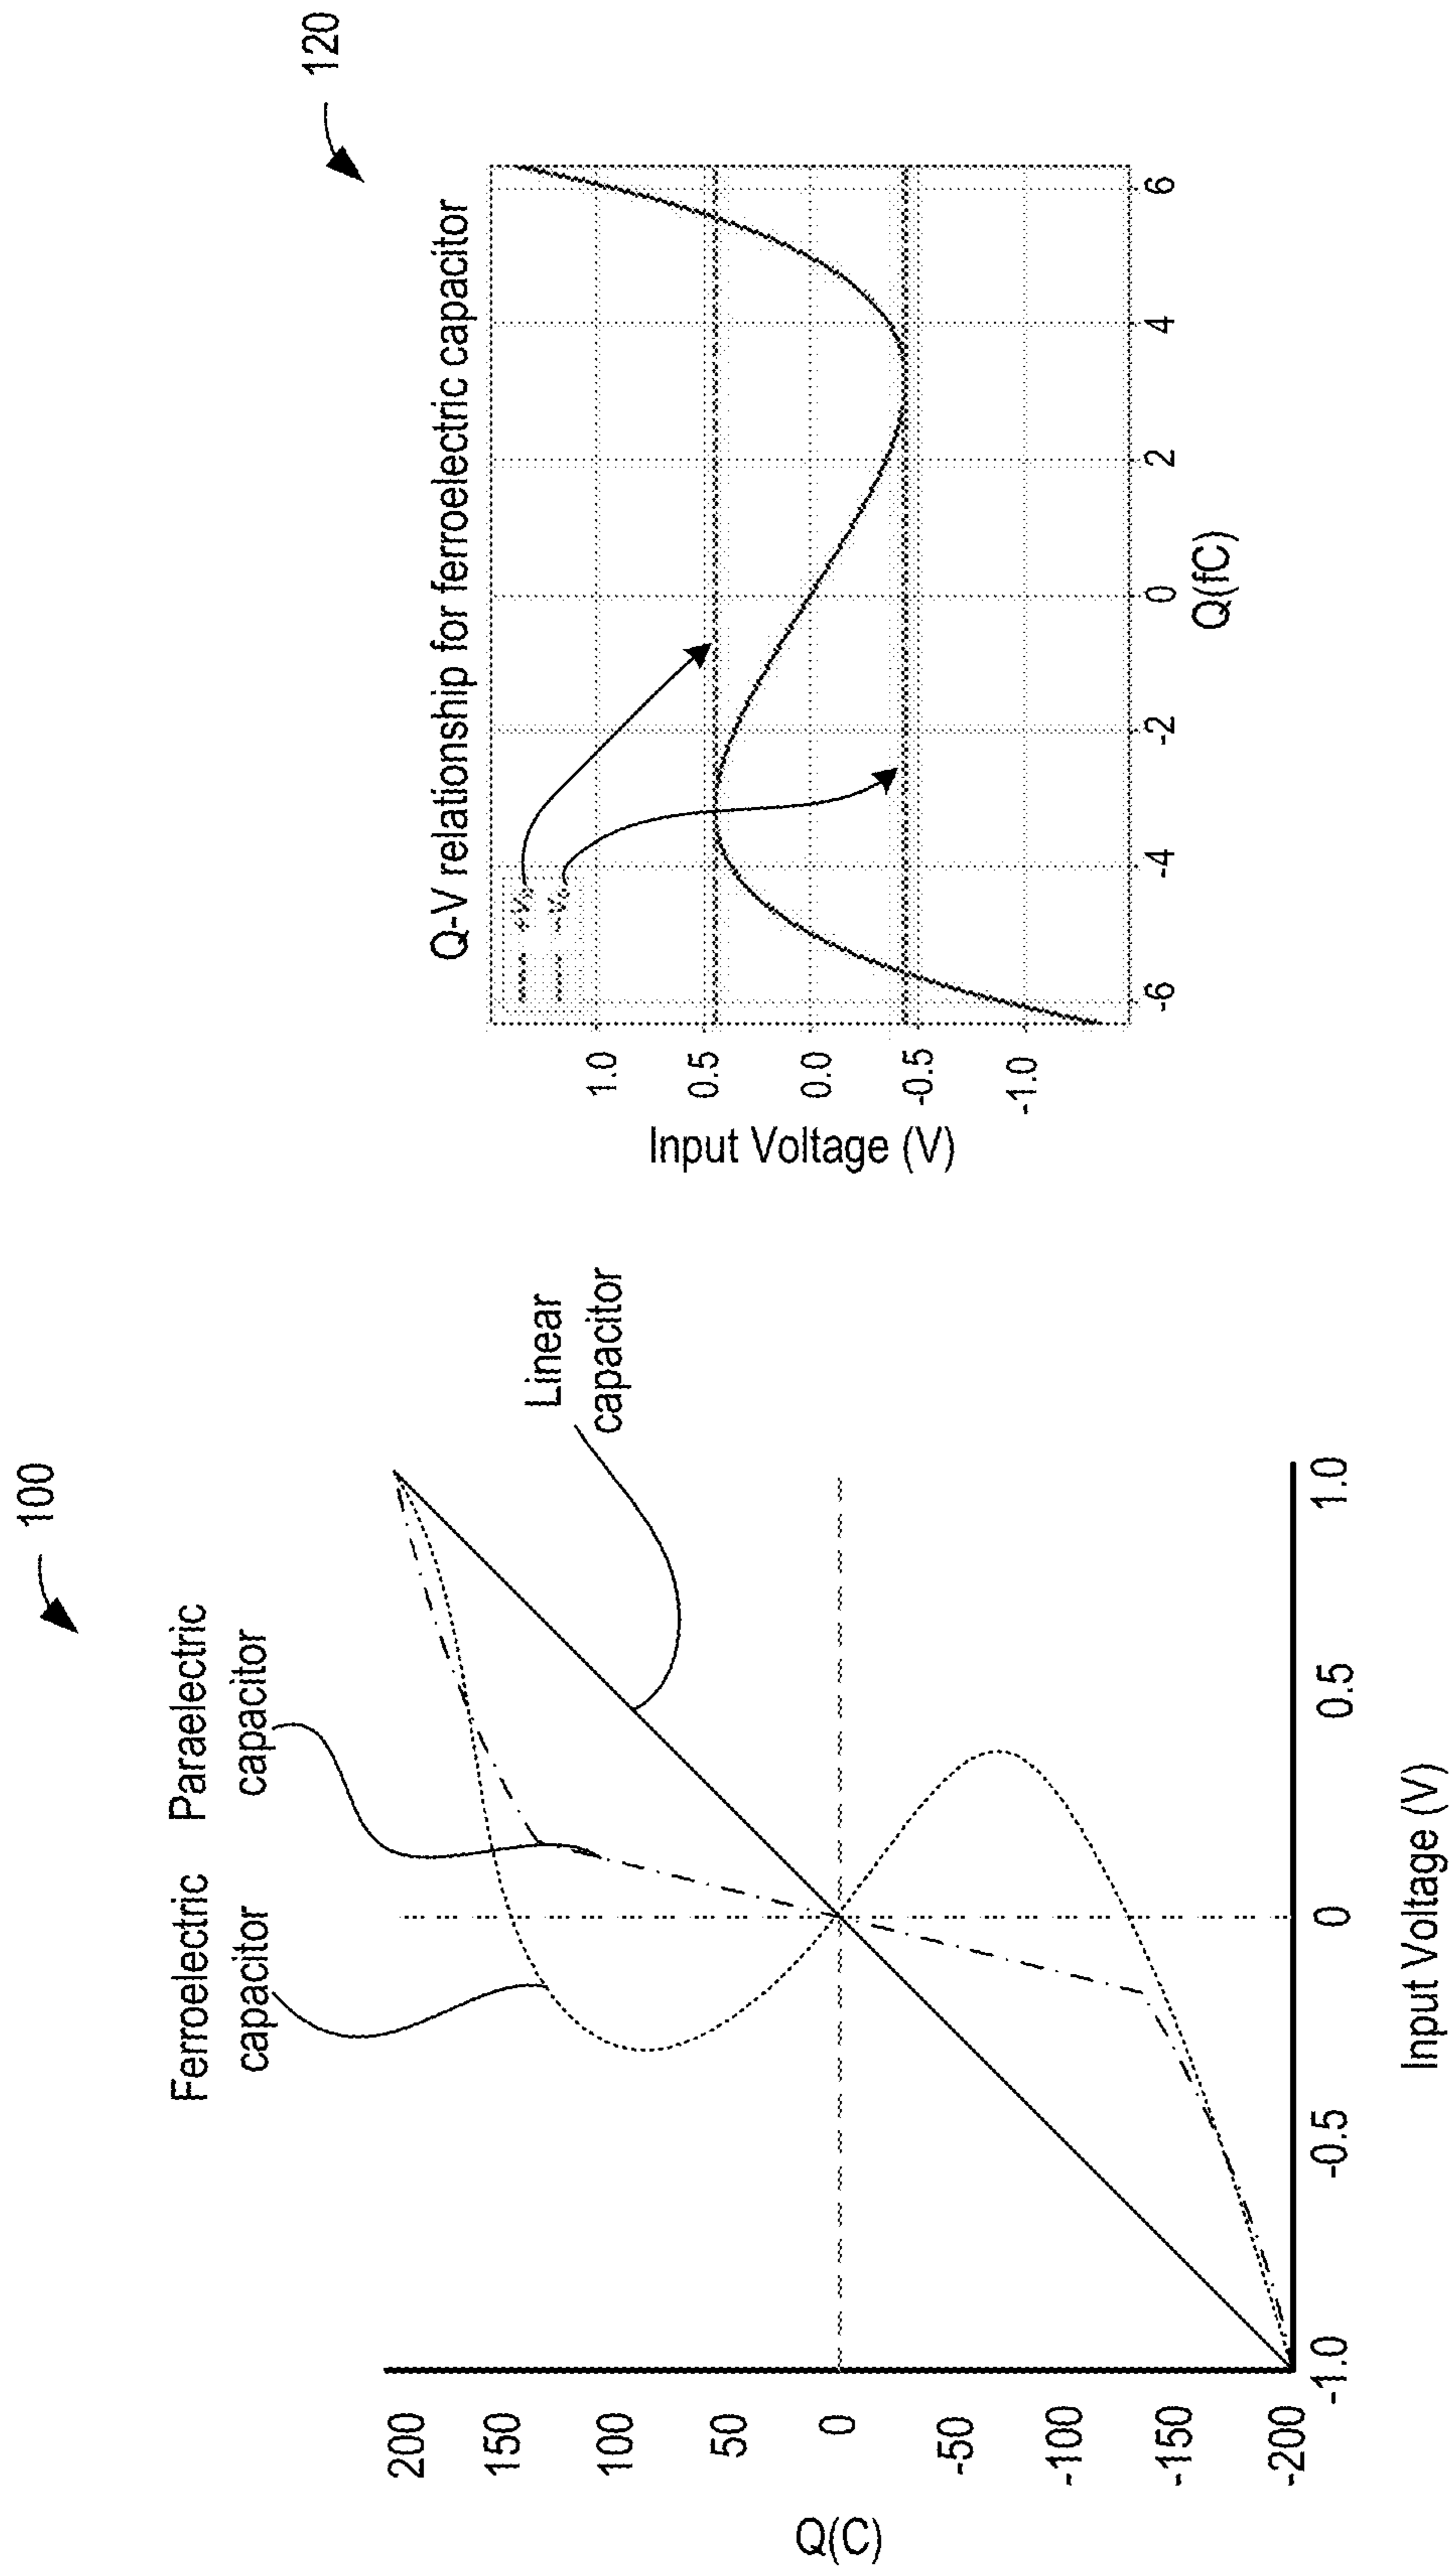 100
Ferroelectric
capacitor
Paraelectric
capacitor
Linear
capacitor
Q(C)
200
150
100
50
0
-50
-100
-150
-200
-1.0
-0.5
0
0.5
1.0
Input Voltage (V)
120
Q-V relationship for ferroelectric capacitor
Input Voltage (V)
1.0
0.5
0.0
-0.5
-1.0
-6
-4
-2
0
2
4
6
Q(fC)